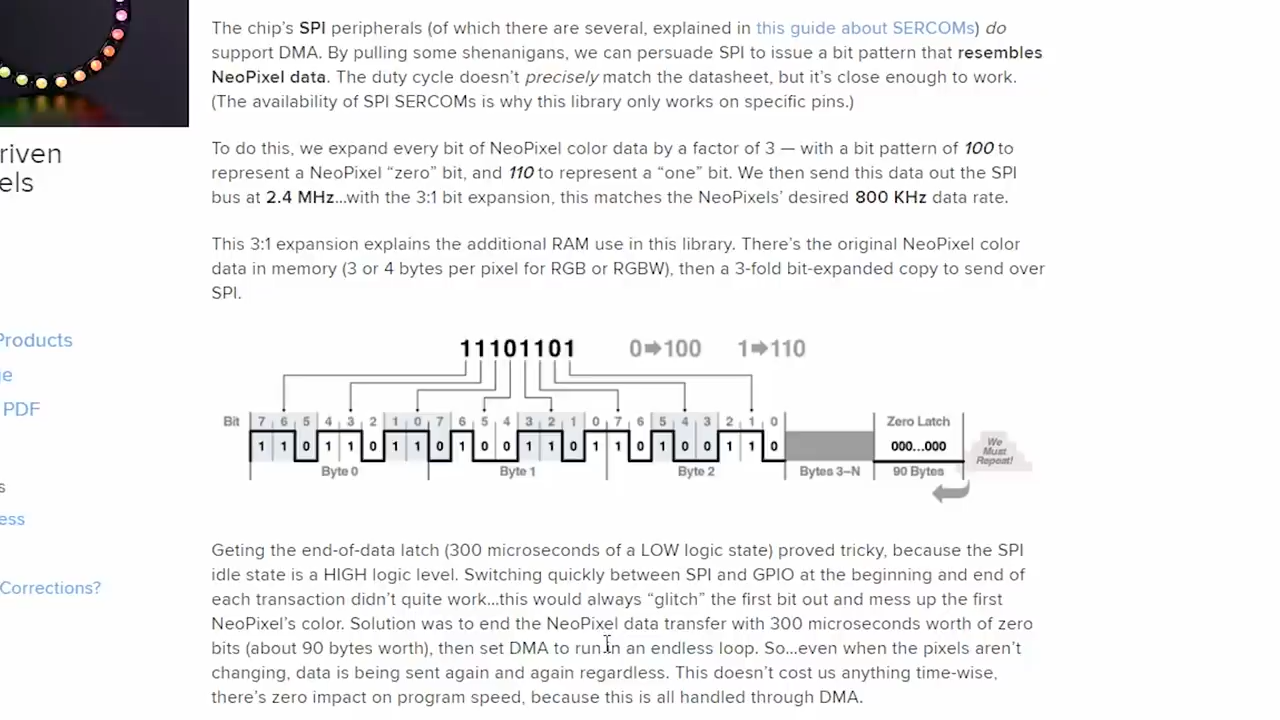 The chip's SPI peripherals (of which there are several, explained in this guide about SERCOMs) do
support DMA. By pulling some shenanigans, we can persuade SPI to issue a bit pattern that resembles
NeoPixel data. The duty cycle doesn't precisely match the datasheet, but it's close enough to work.
(The availability of SPI SERCOMs is why this library only works on specific pins.)
riven
els
To do this, we expand every bit of NeoPixel color data by a factor of 3 — with a bit pattern of 100 to
represent a NeoPixel “zero” bit, and 110 to represent a “one” bit. We then send this data out the SPI
bus at 2.4 MHz...with the 3:1 bit expansion, this matches the NeoPixels' desired 800 KHz data rate.
This 3:1 expansion explains the additional RAM use in this library. There's the original NeoPixel color
data in memory (3 or 4 bytes per pixel for RGB or RGBW), then a 3-fold bit-expanded copy to send over
SPI.
Products
e
PDF
s
ess
Corrections?
11101101 0➡100 1➡110
Bit 7 6 5 4 3 2 1 0 7 6 5 4 3 2 1 0 7 6 5 4 3 2 1 0 Zero Latch
1 1 0 1 1 0 1 1 0 1 0 0 1 1 0 1 1 0 1 0 0 1 1 0 000...000
Byte 0 Byte 1 Byte 2 Bytes 3–N 90 Bytes
We
Must
Repeat!
Geting the end-of-data latch (300 microseconds of a LOW logic state) proved tricky, because the SPI
idle state is a HIGH logic level. Switching quickly between SPI and GPIO at the beginning and end of
each transaction didn't quite work...this would always “glitch” the first bit out and mess up the first
NeoPixel's color. Solution was to end the NeoPixel data transfer with 300 microseconds worth of zero
bits (about 90 bytes worth), then set DMA to run in an endless loop. So...even when the pixels aren't
changing, data is being sent again and again regardless. This doesn't cost us anything time-wise,
there's zero impact on program speed, because this is all handled through DMA.